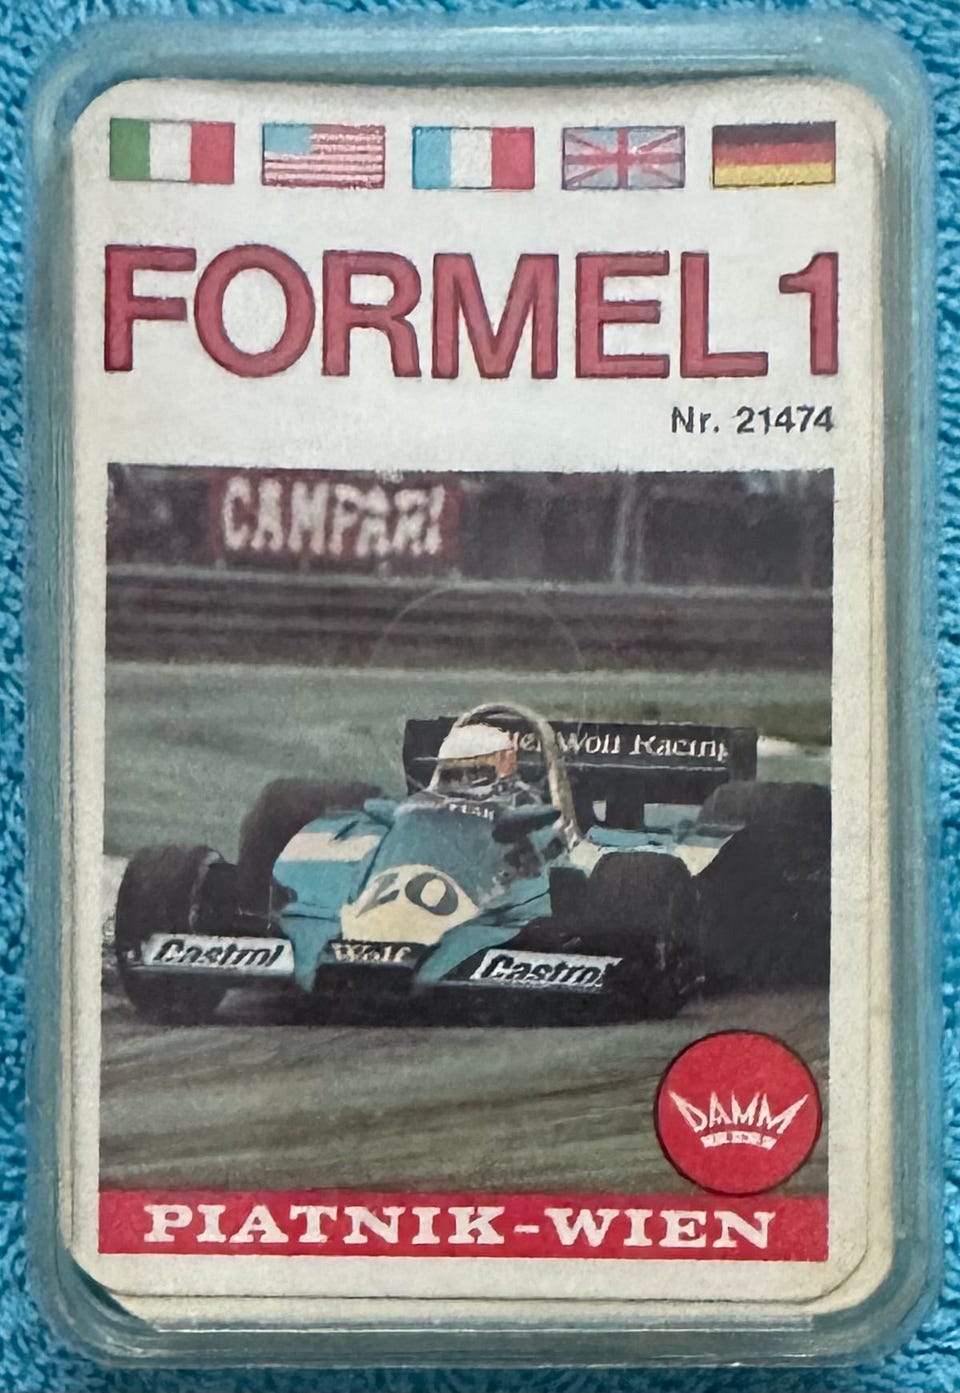 FORMEL 1
Nr. 21474
CAMPARI
Wolf Racing
20
Castrol Wolf Castrol
DAMM
PIATNIK-WIEN